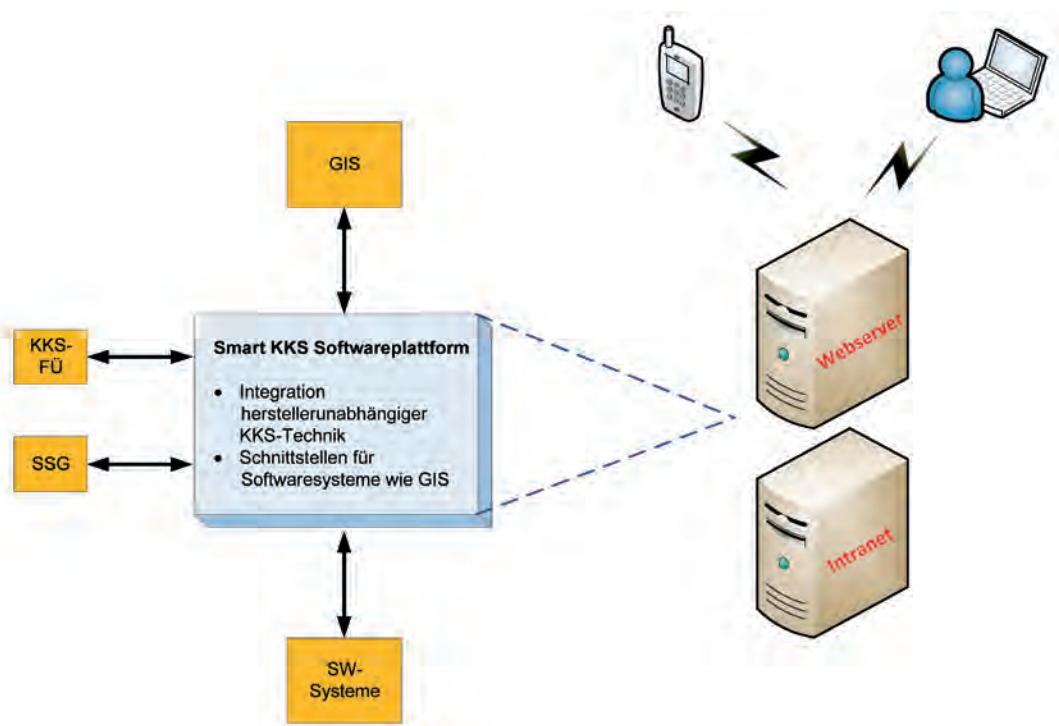 GIS
KKS-
FÜ
SSG
Smart KKS Softwareplattform
• Integration
herstellerunabhängiger
KKS-Technik
• Schnittstellen für
Softwaresysteme wie GIS
SW-
Systeme
Webserver
Intranet